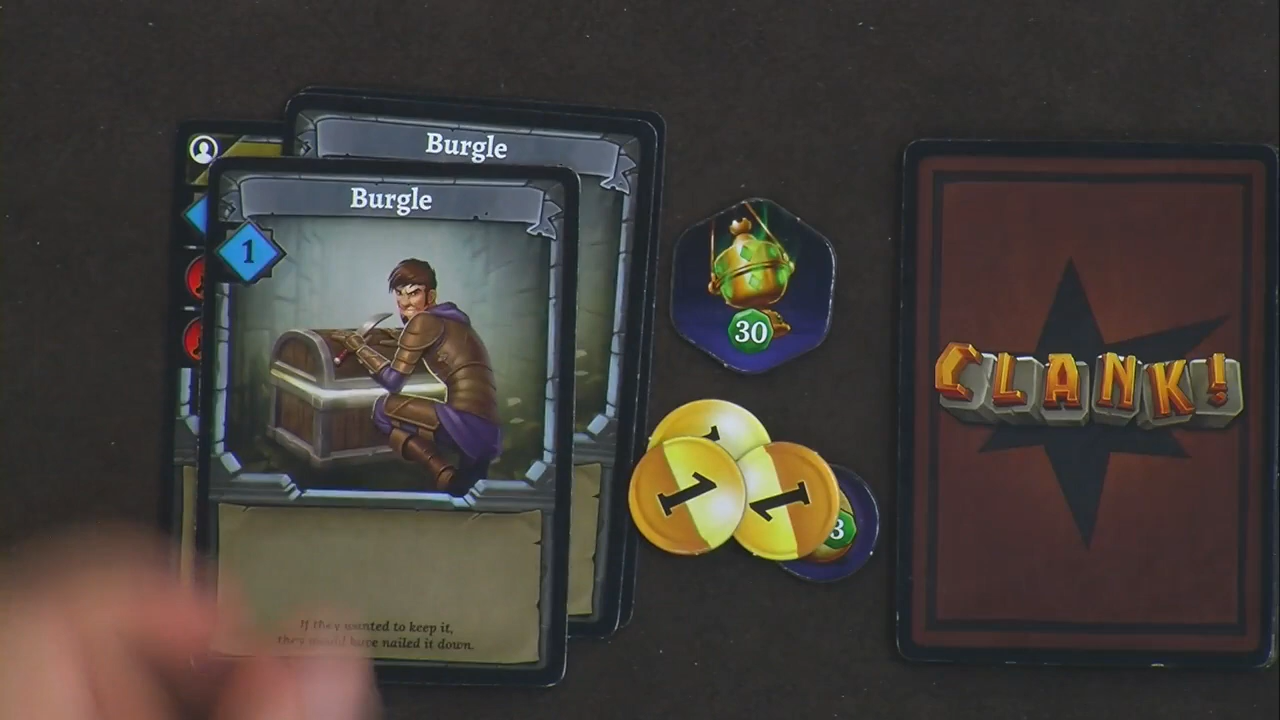 Burgle
Burgle
1
30
1
1
1
3
CLANK!
If they wanted to keep it,
they would have nailed it down.